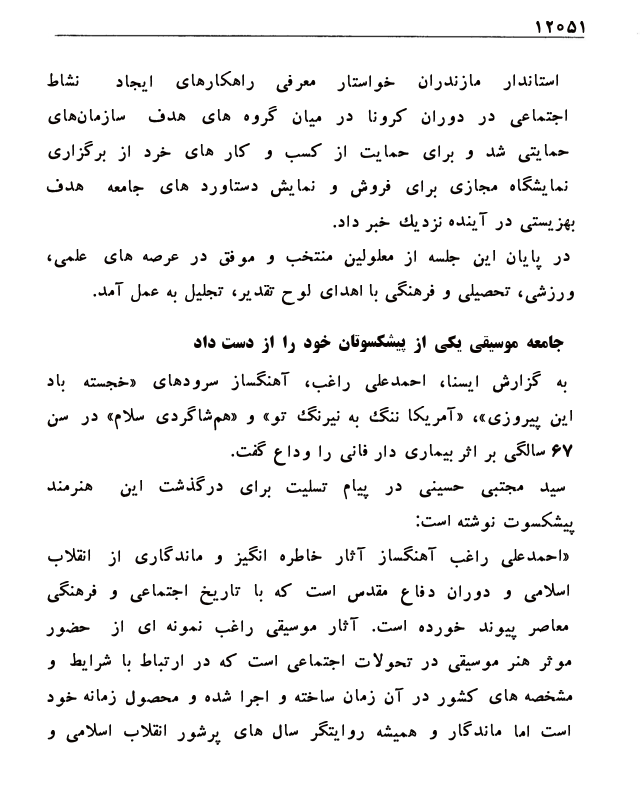 ۱۲۰۵۱
استاندار مازندران خواستار معرفی راهکارهای ایجاد نشاط
اجتماعی در دوران کرونا در میان گروه های هدف سازمان‌های
حمایتی شد و برای حمایت از کسب و کار های خرد از برگزاری
نمایشگاه مجازی برای فروش و نمایش دستاورد های جامعه هدف
بهزیستی در آینده نزدیک خبر داد.
در پایان این جلسه از معلولین منتخب و موفق در عرصه های علمی،
ورزشی، تحصیلی و فرهنگی با اهدای لوح تقدیر، تجلیل به عمل آمد.
جامعه موسیقی یکی از پیشکسوتان خود را از دست داد
به گزارش ایسنا، احمدعلی راغب، آهنگساز سرودهای «خجسته باد
این پیروزی»، «آمریکا ننگ به نیرنگ تو» و «هم‌شاگردی سلام» در سن
۶۷ سالگی بر اثر بیماری دار فانی را وداع گفت.
سید مجتبی حسینی در پیام تسلیت برای درگذشت این هنرمند
پیشکسوت نوشته است:
«احمدعلی راغب آهنگساز آثار خاطره انگیز و ماندگاری از انقلاب
اسلامی و دوران دفاع مقدس است که با تاریخ اجتماعی و فرهنگی
معاصر پیوند خورده است. آثار موسیقی راغب نمونه ای از حضور
موثر هنر موسیقی در تحولات اجتماعی است که در ارتباط با شرایط و
مشخصه های کشور در آن زمان ساخته و اجرا شده و محصول زمانه خود
است اما ماندگار و همیشه روایتگر سال های پرشور انقلاب اسلامی و